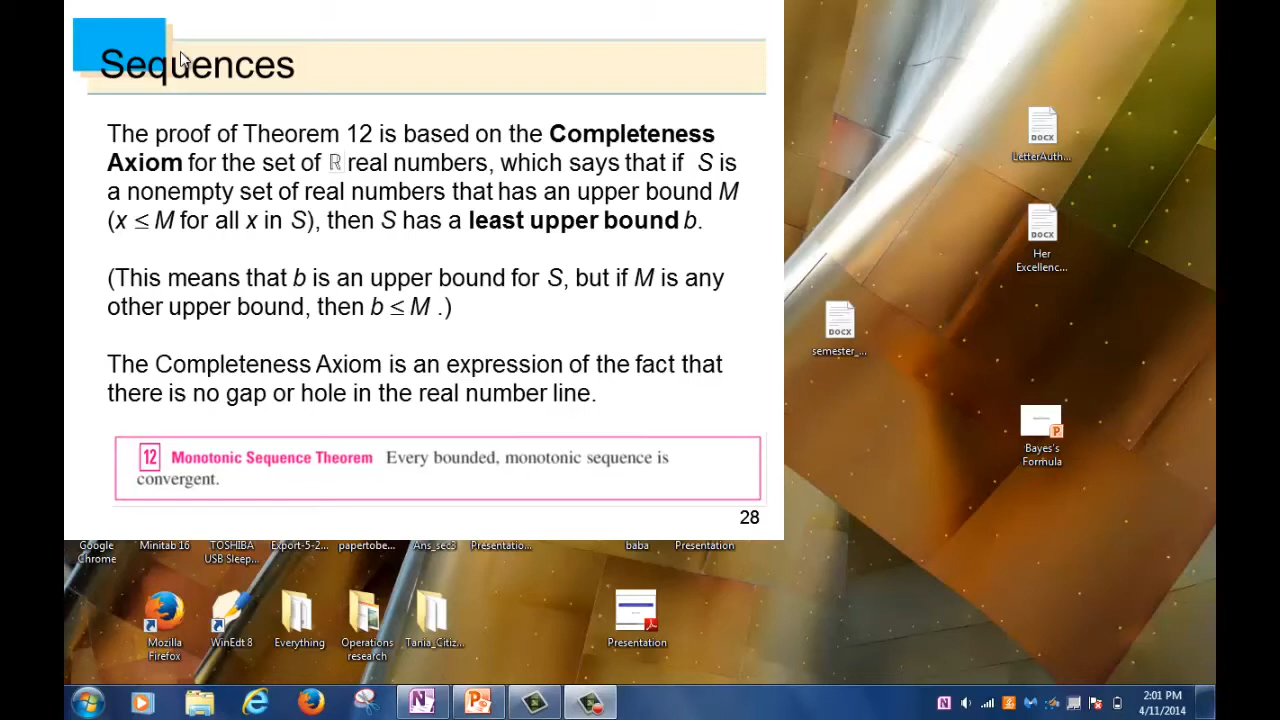 Sequences
The proof of Theorem 12 is based on the Completeness
Axiom for the set of ℝ real numbers, which says that if S is
a nonempty set of real numbers that has an upper bound M
(x ≤ M for all x in S), then S has a least upper bound b.
(This means that b is an upper bound for S, but if M is any
other upper bound, then b ≤ M .)
The Completeness Axiom is an expression of the fact that
there is no gap or hole in the real number line.
12 Monotonic Sequence Theorem Every bounded, monotonic sequence is
convergent.
28
DOCX
LetterAuth...
DOCX
Her
Excellenc...
DOCX
semester_...
P
Bayes's
Formula
Google
Chrome
Minitab 16
TOSHIBA
USB Sleep...
Export-5-2...
papertobe...
Ans_sec3
Presentatio...
baba
Presentation
Mozilla
Firefox
WinEdt 8
Everything
Operations
research
Tania_Citiz...
Presentation
2:01 PM
4/11/2014